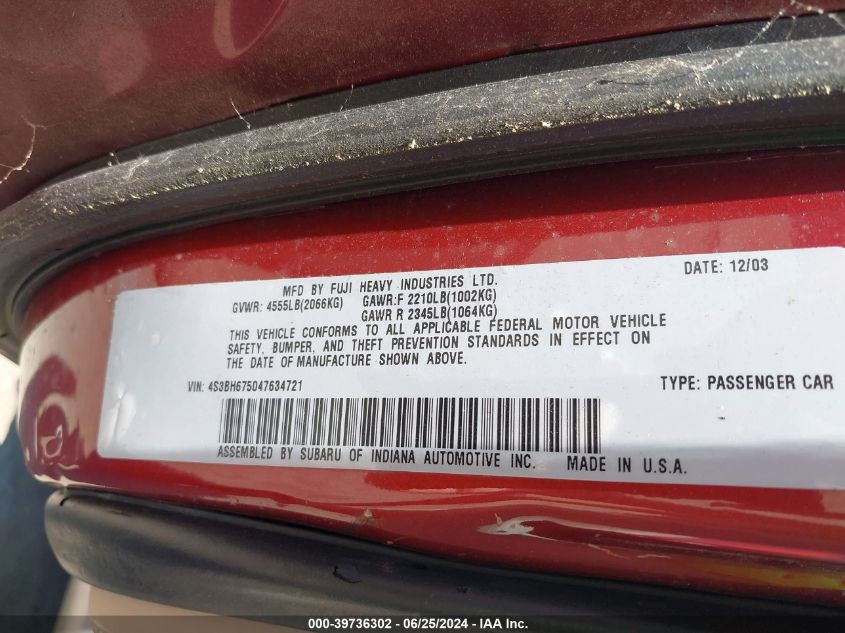 MFD BY FUJI HEAVY INDUSTRIES LTD.
DATE: 12/03
GVWR: 4555LB(2066KG) GAWR:F 2210LB(1002KG)
GAWR R 2345LB(1064KG)
THIS VEHICLE CONFORMS TO ALL APPLICABLE FEDERAL MOTOR VEHICLE
SAFETY, BUMPER, AND THEFT PREVENTION STANDARDS IN EFFECT ON
THE DATE OF MANUFACTURE SHOWN ABOVE.
VIN: 4S3BH675047634721
TYPE: PASSENGER CAR
ASSEMBLED BY SUBARU OF INDIANA AUTOMOTIVE INC. MADE IN U.S.A.
000-39736302 - 06/25/2024 - IAA Inc.